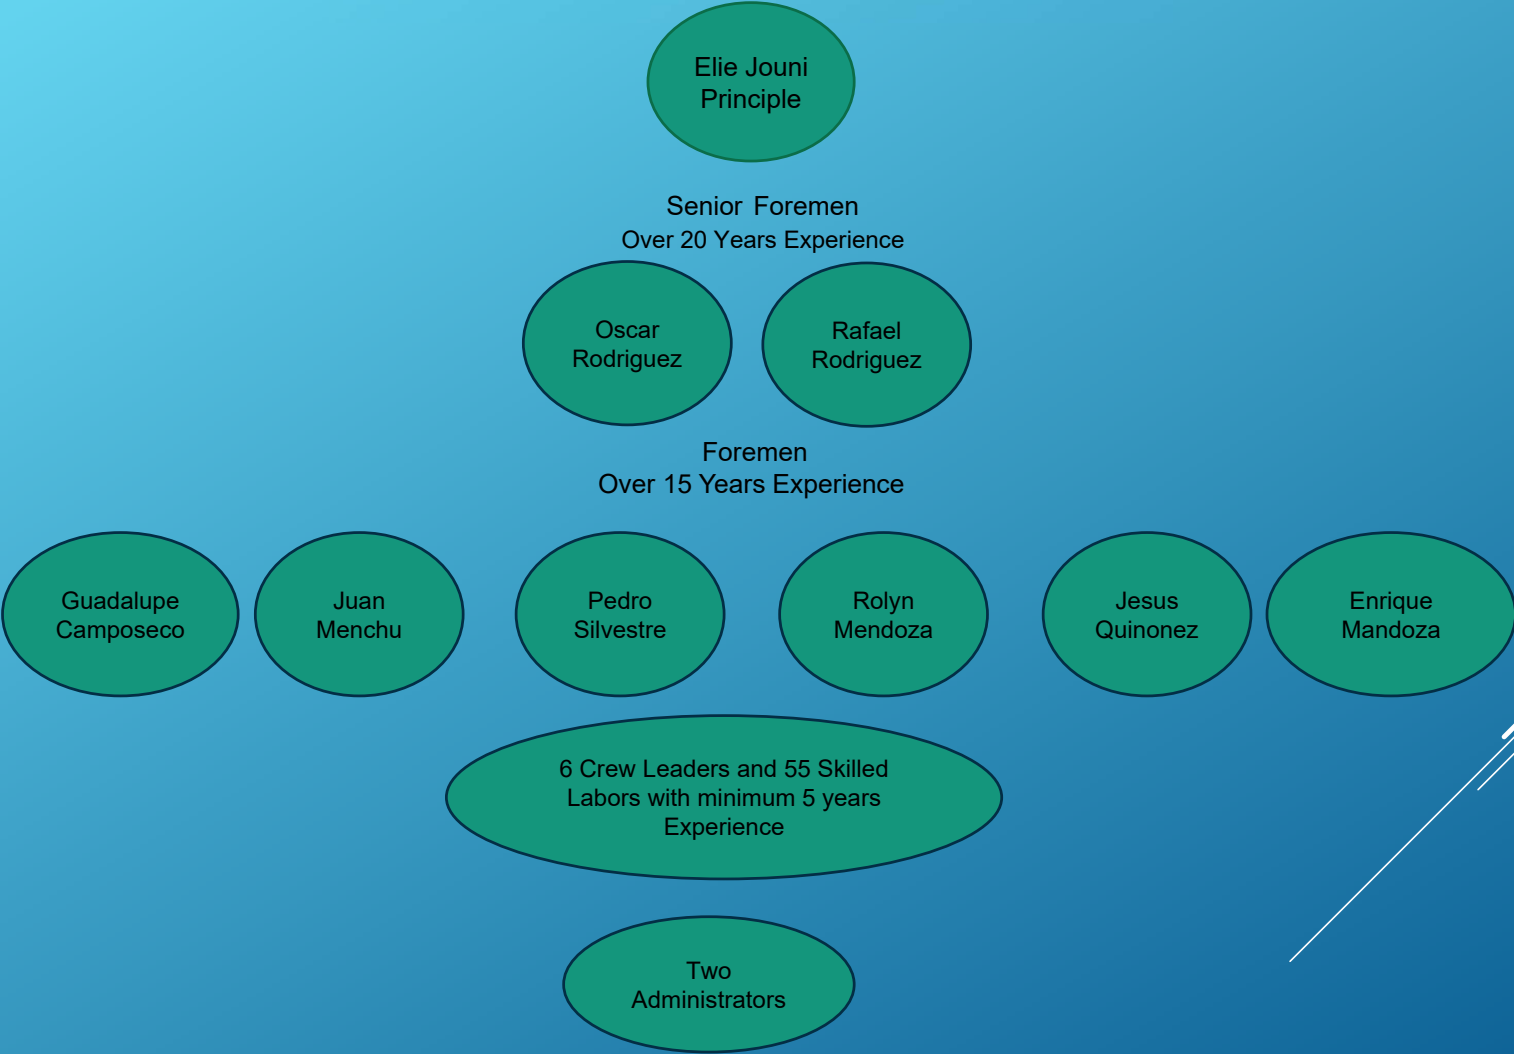 Elie Jouni
Principle
Senior Foremen
Over 20 Years Experience
Oscar
Rodriguez
Rafael
Rodriguez
Foremen
Over 15 Years Experience
Guadalupe
Camposeco
Juan
Menchu
Pedro
Silvestre
Rolyn
Mendoza
Jesus
Quinonez
Enrique
Mandoza
6 Crew Leaders and 55 Skilled
Labors with minimum 5 years
Experience
Two
Administrators